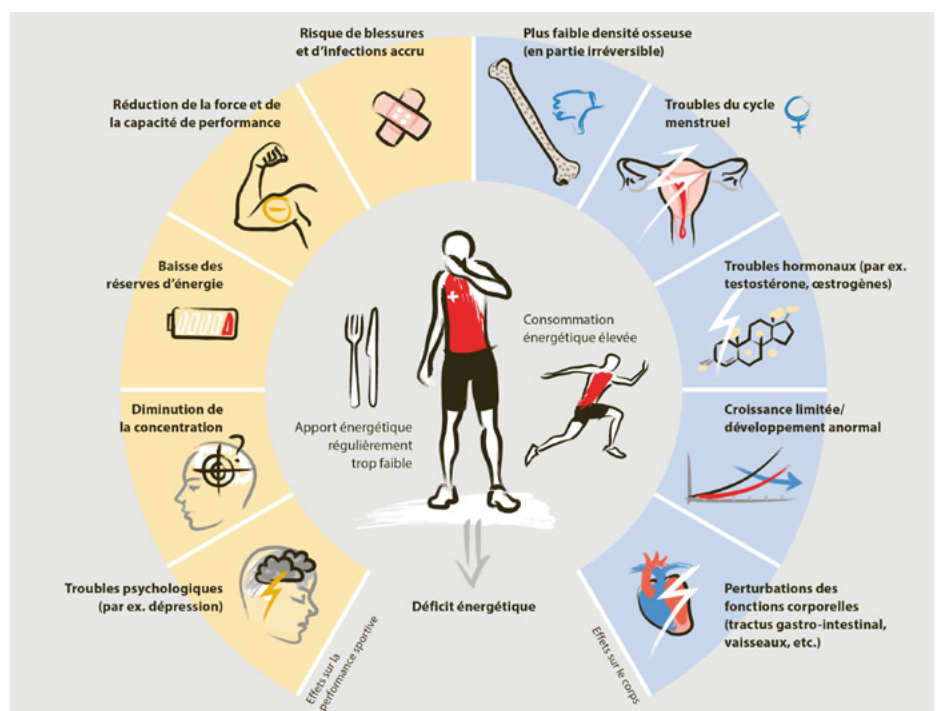 Risque de blessures
et d'infections accru
Plus faible densité osseuse
(en partie irréversible)
Réduction de la force et de
la capacité de performance
Troubles du cycle
menstruel
Baisse des
réserves d'énergie
Troubles hormonaux (par ex.
testostérone, œstrogènes)
Consommation
énergétique élevée
Diminution de
la concentration
Apport énergétique
régulièrement
trop faible
Croissance limitée/
développement anormal
Troubles psychologiques
(par ex. dépression)
Déficit énergétique
Perturbations des
fonctions corporelles
(tractus gastro-intestinal,
vaisseaux, etc.)
Effets sur la
performance sportive
Effets sur le corps